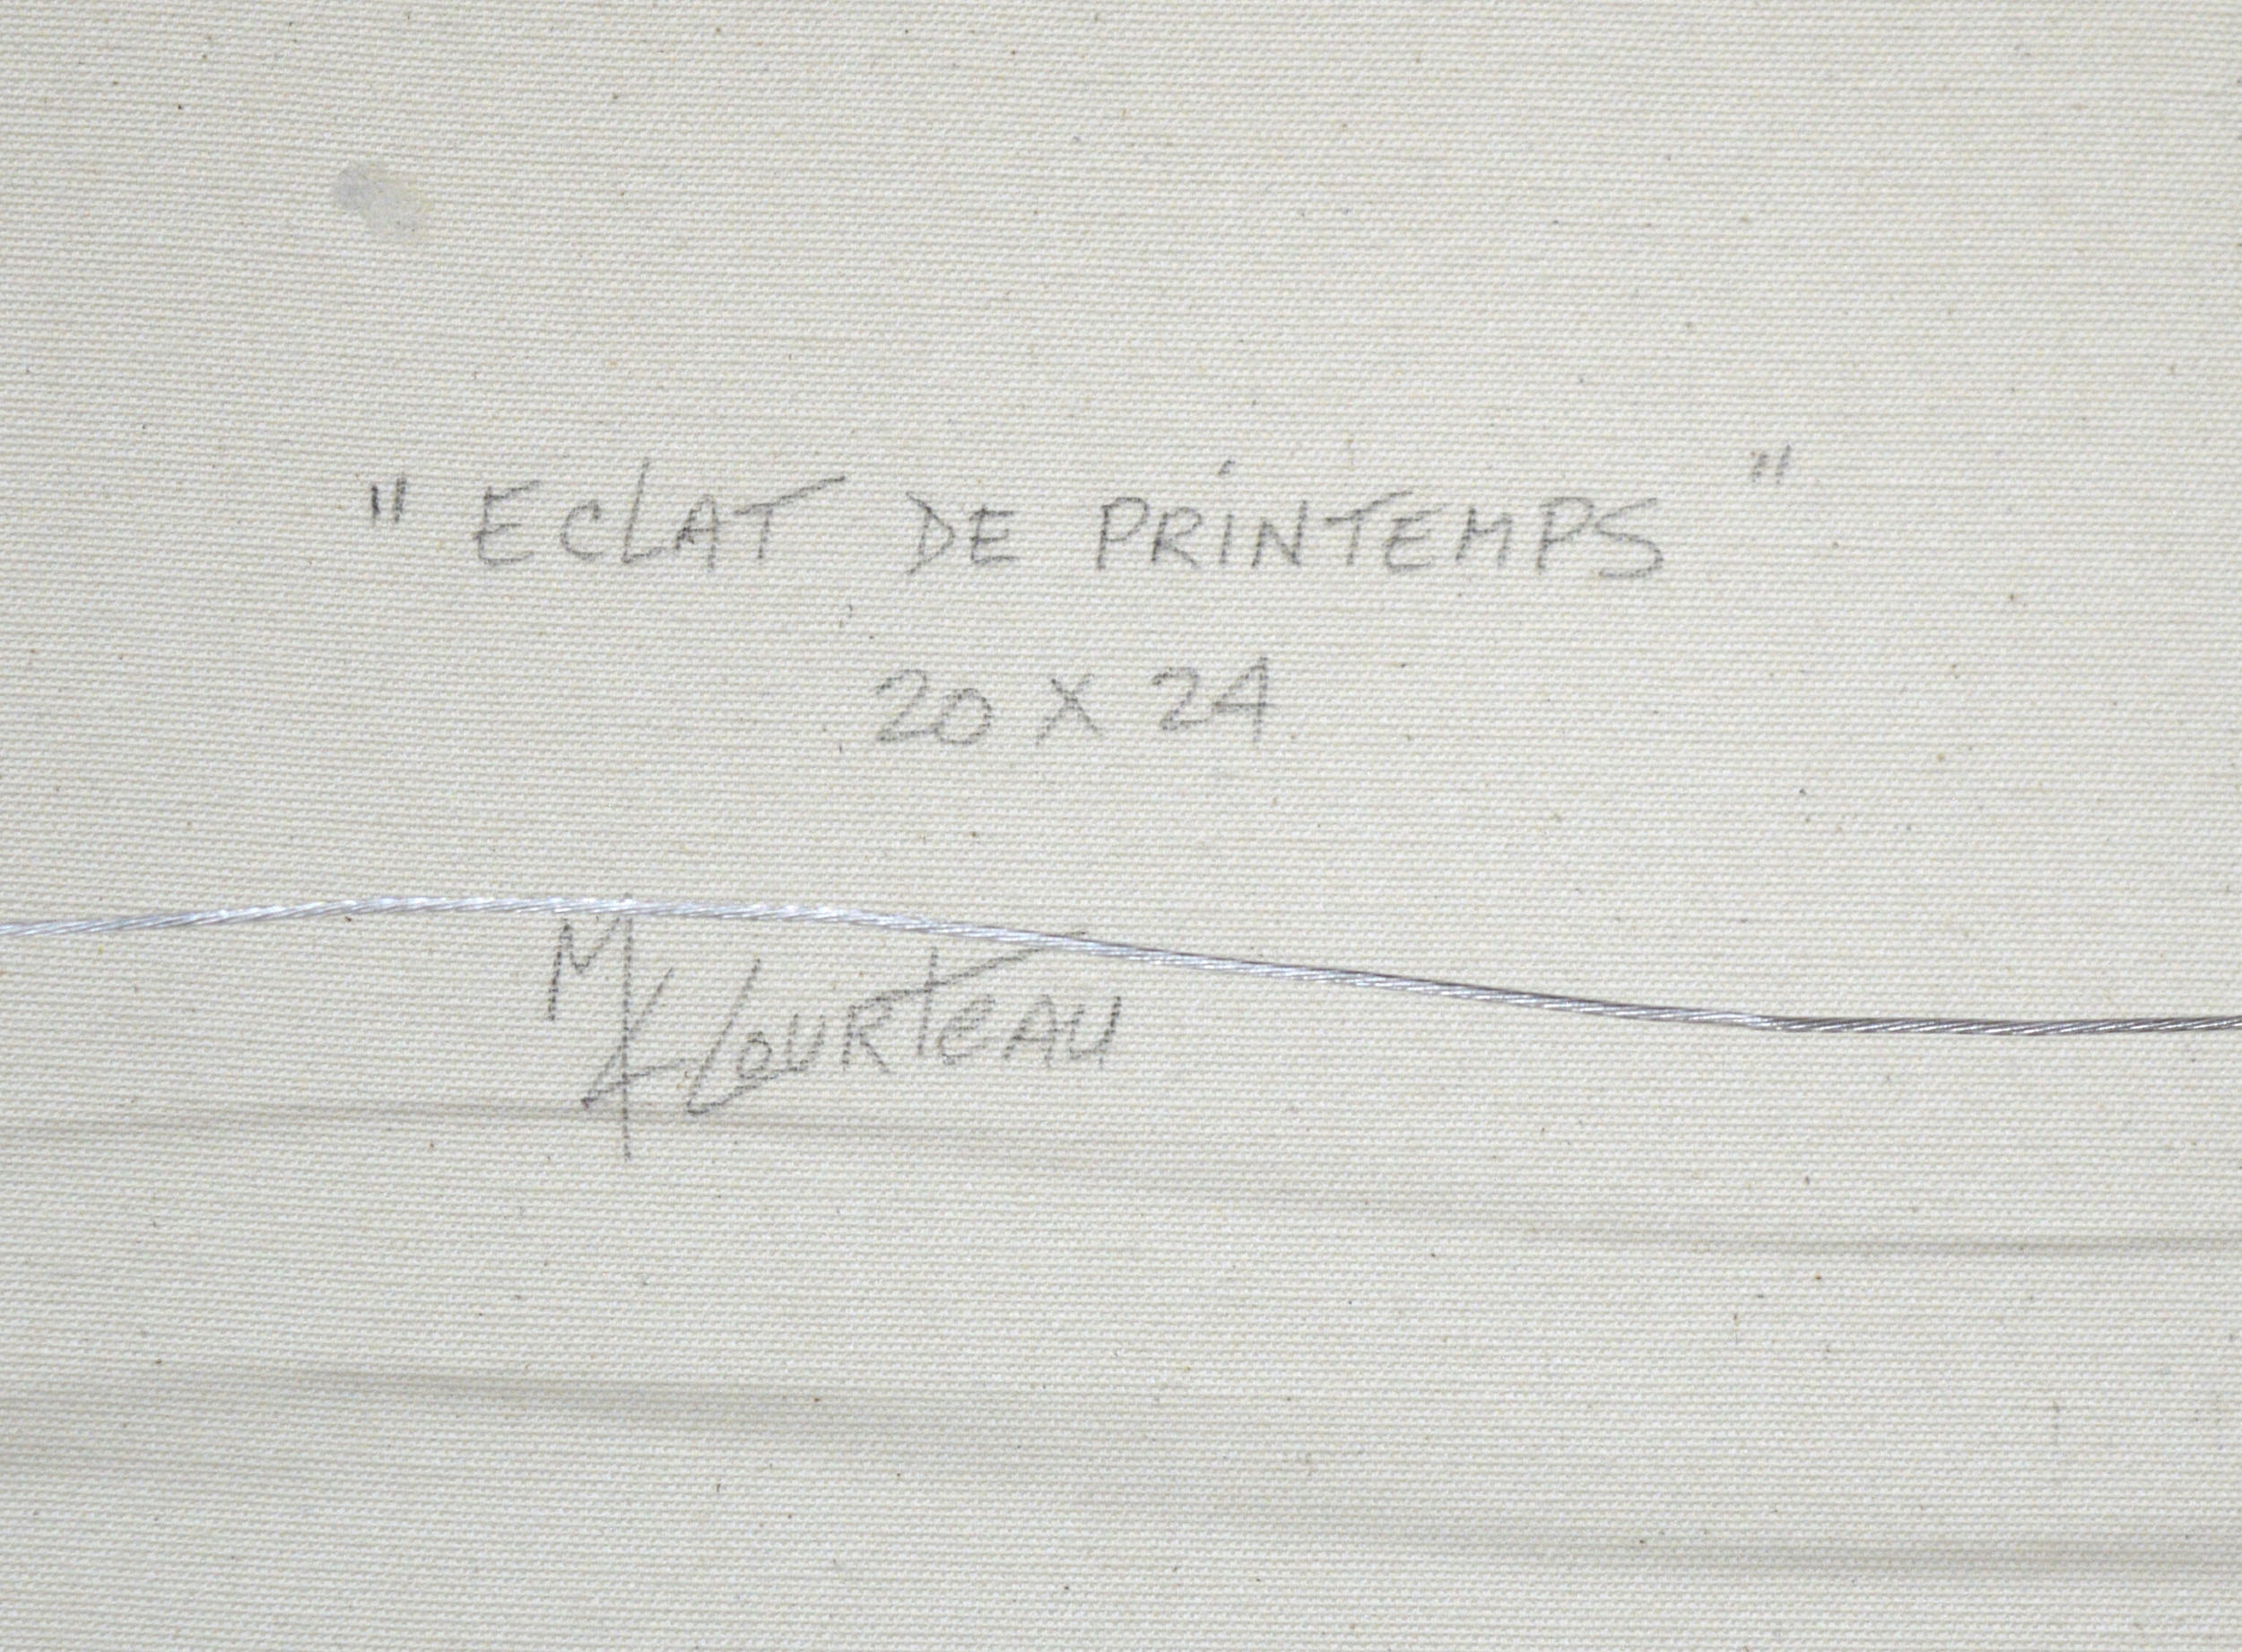 " ECLAT DE PRINTEMPS "
20 X 24
M Courteau